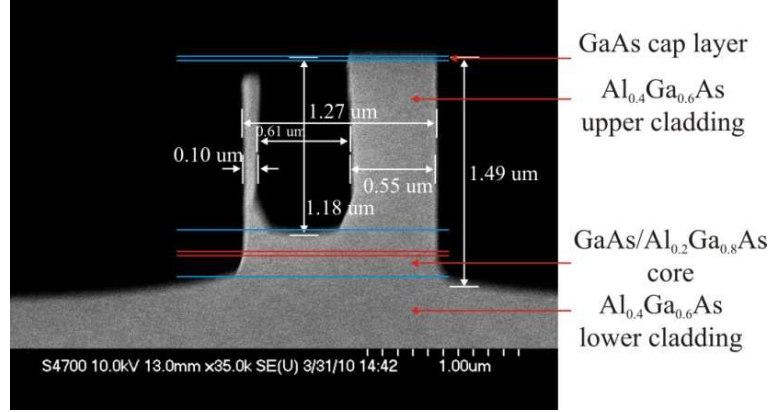 GaAs cap layer
Al0.4Ga0.6As
upper cladding
1.27 um
0.61 um
0.10 um
0.55 um
1.49 um
1.18 um
GaAs/Al0.2Ga0.8As
core
Al0.4Ga0.6As
lower cladding
S4700 10.0kV 13.0mm x35.0k SE(U) 3/31/10 14:42 1.00um